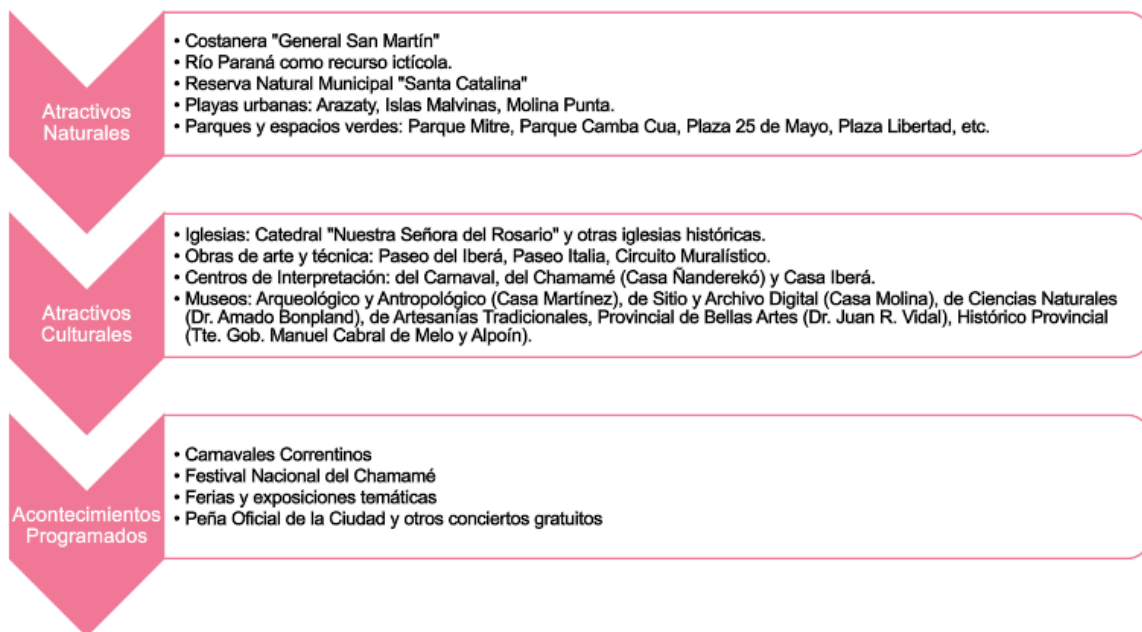 Atractivos
Naturales
• Costanera "General San Martín"
• Río Paraná como recurso ictícola.
• Reserva Natural Municipal "Santa Catalina"
• Playas urbanas: Arazaty, Islas Malvinas, Molina Punta.
• Parques y espacios verdes: Parque Mitre, Parque Camba Cua, Plaza 25 de Mayo, Plaza Libertad, etc.
Atractivos
Culturales
• Iglesias: Catedral "Nuestra Señora del Rosario" y otras iglesias históricas.
• Obras de arte y técnica: Paseo del Iberá, Paseo Italia, Circuito Muralístico.
• Centros de Interpretación: del Carnaval, del Chamamé (Casa Ñanderekó) y Casa Iberá.
• Museos: Arqueológico y Antropológico (Casa Martínez), de Sitio y Archivo Digital (Casa Molina), de Ciencias Naturales
(Dr. Amado Bonpland), de Artesanías Tradicionales, Provincial de Bellas Artes (Dr. Juan R. Vidal), Histórico Provincial
(Tte. Gob. Manuel Cabral de Melo y Alpoín).
Acontecimientos
Programados
• Carnavales Correntinos
• Festival Nacional del Chamamé
• Ferias y exposiciones temáticas
• Peña Oficial de la Ciudad y otros conciertos gratuitos